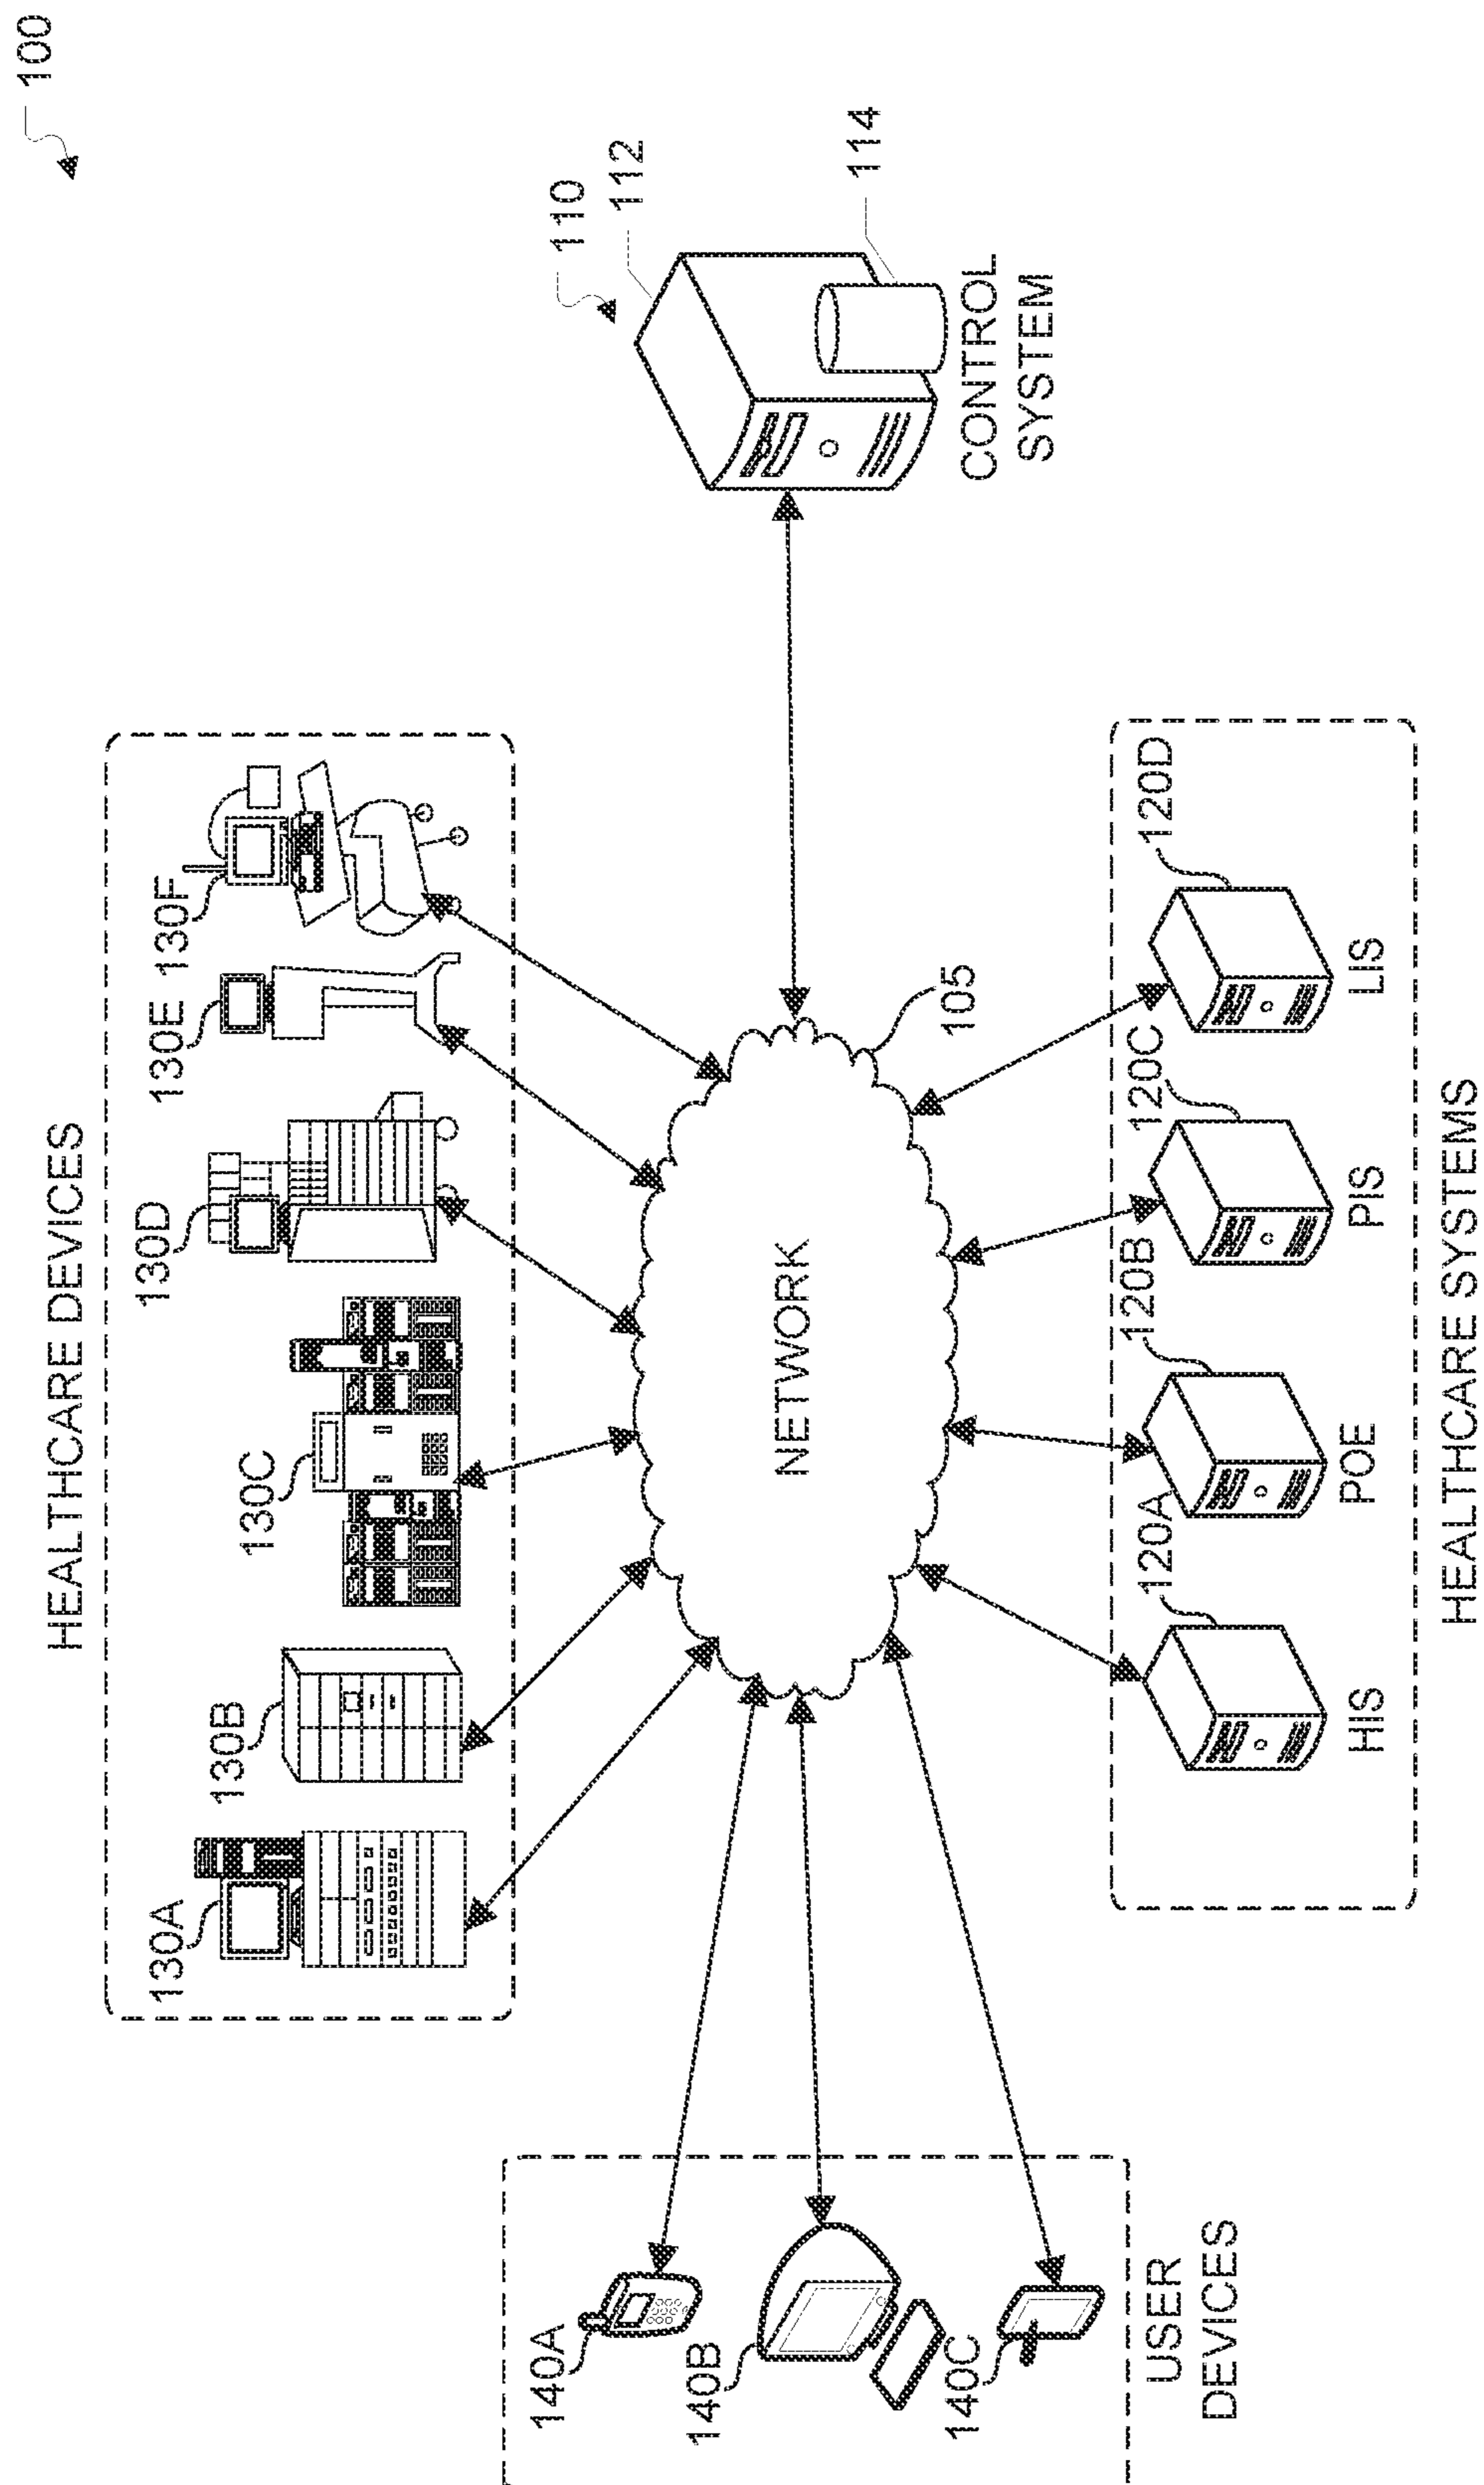 100
HEALTHCARE DEVICES
130A
130B
130C
130D
130E
130F
110
112
114
CONTROL
SYSTEM
NETWORK
105
140A
140B
140C
USER
DEVICES
120A
120B
120C
120D
HIS
POE
PIS
LIS
HEALTHCARE SYSTEMS